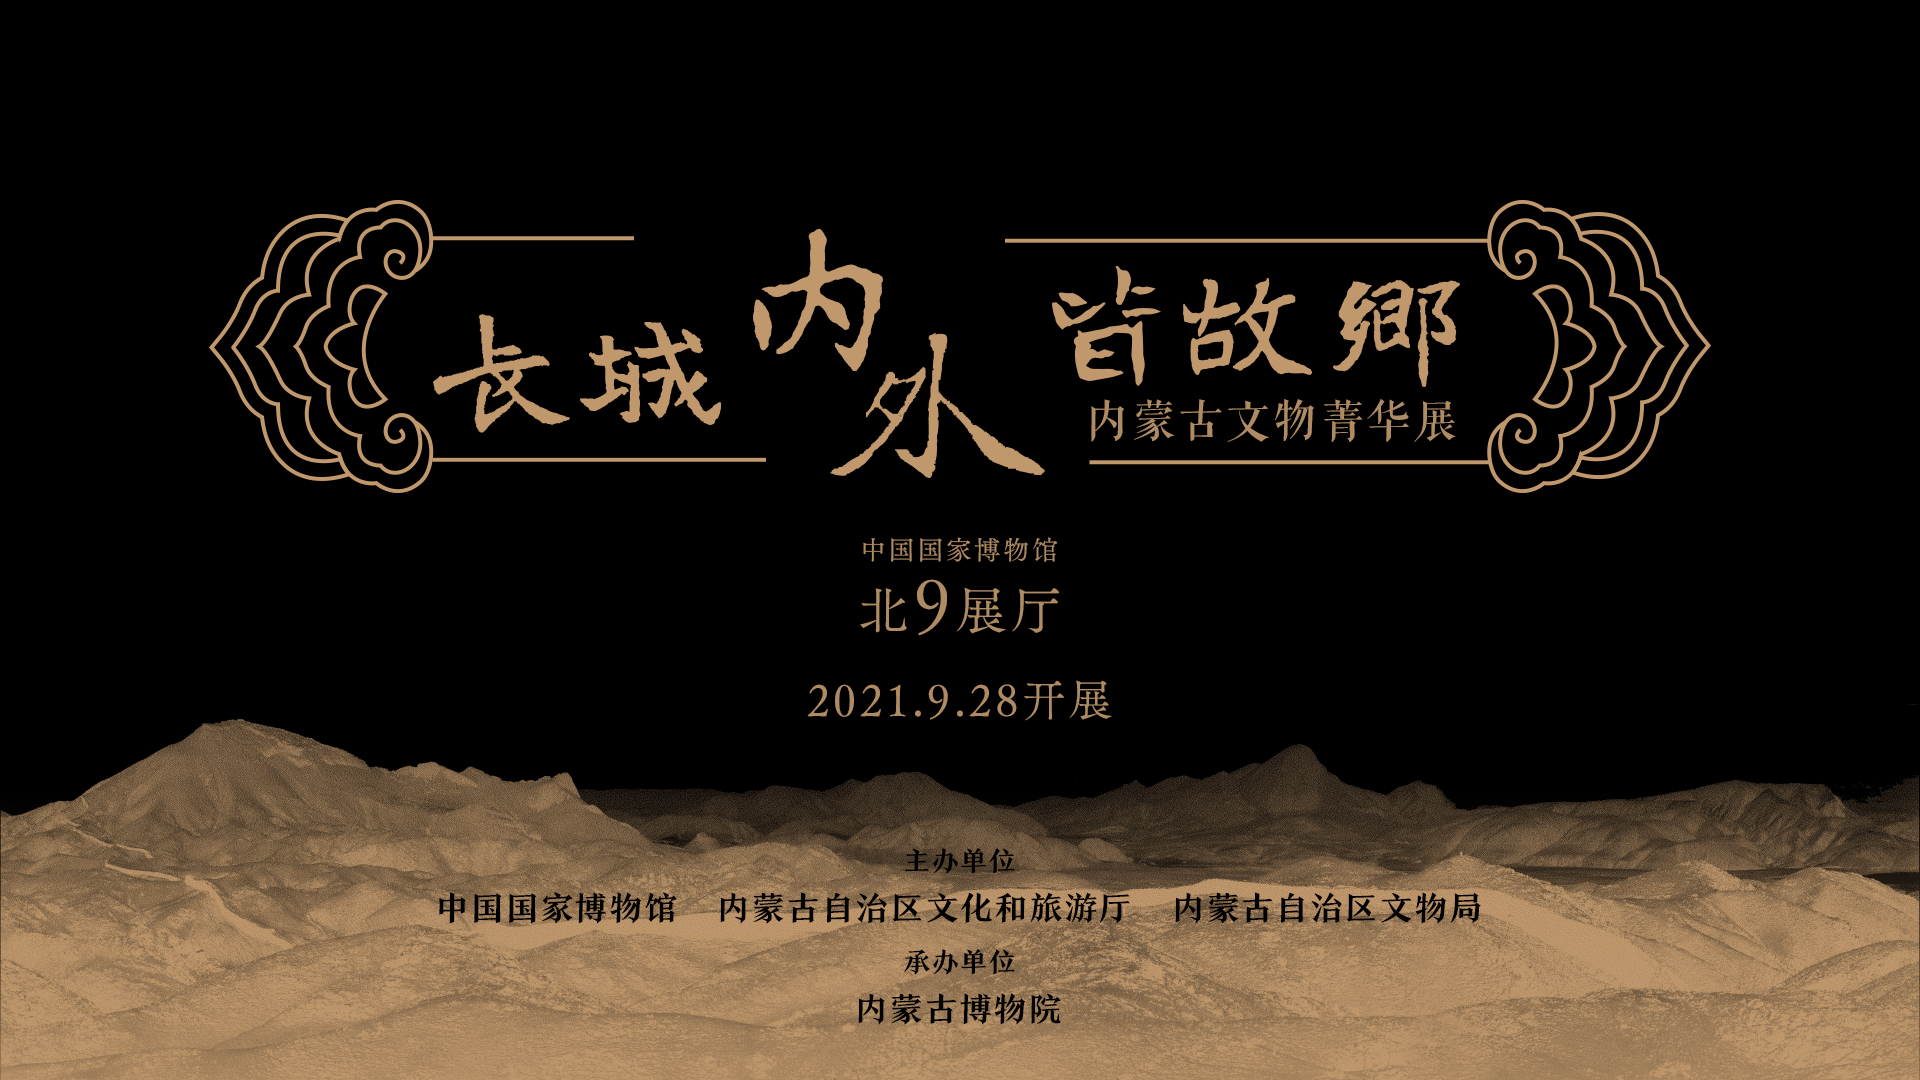 长城内外皆故鄉
内蒙古文物菁华展
中国国家博物馆
北9展厅
2021.9.28开展
主办单位
中国国家博物馆 内蒙古自治区文化和旅游厅 内蒙古自治区文物局
承办单位
内蒙古博物院